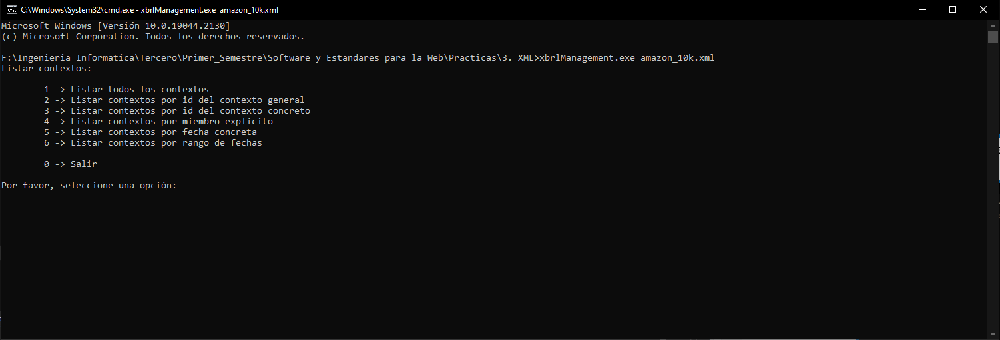 C:\Windows\System32\cmd.exe - xbrlManagement.exe  amazon_10k.xml
Microsoft Windows [Versión 10.0.19044.2130]
(c) Microsoft Corporation. Todos los derechos reservados.
F:\Ingenieria Informatica\Tercero\Primer_Semestre\Software y Estandares para la Web\Practicas\3. XML>xbrlManagement.exe amazon_10k.xml
Listar contextos:
1 -> Listar todos los contextos
2 -> Listar contextos por id del contexto general
3 -> Listar contextos por id del contexto concreto
4 -> Listar contextos por miembro explícito
5 -> Listar contextos por fecha concreta
6 -> Listar contextos por rango de fechas
0 -> Salir
Por favor, seleccione una opción: